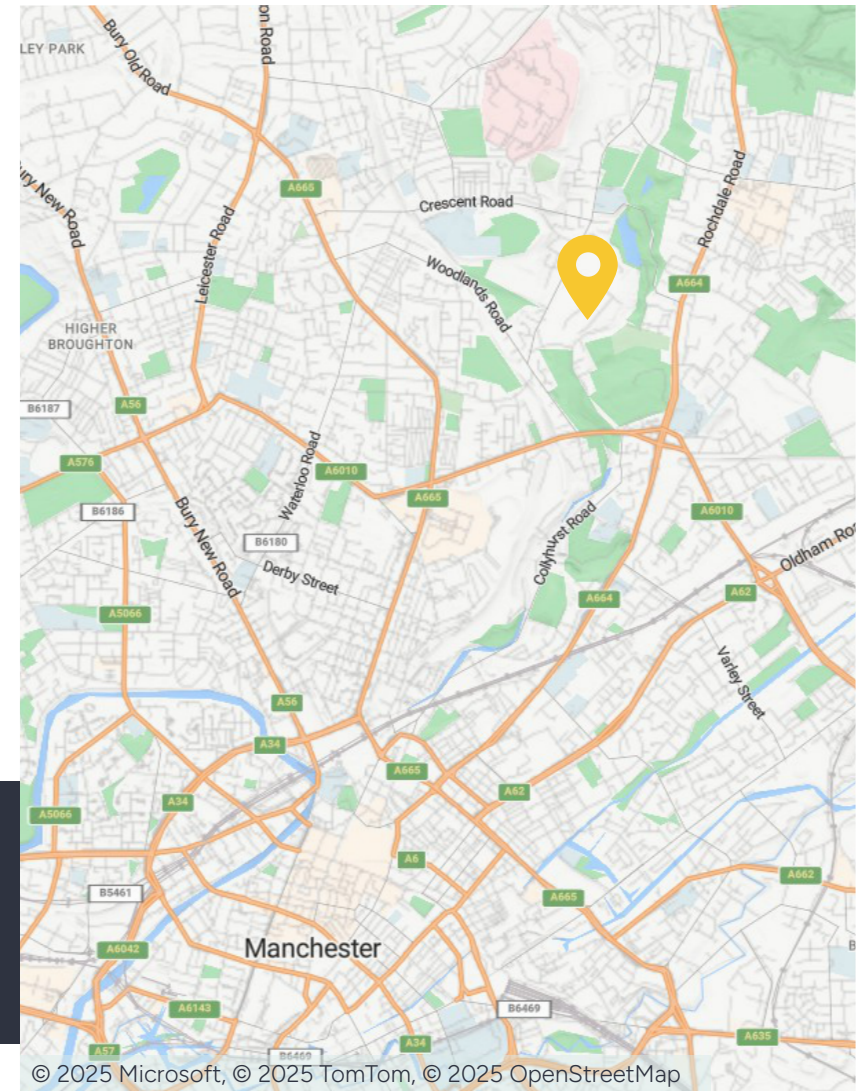 LEY PARK
Bury Old Road
on Road
ury New Road
A665
Crescent Road
Rochdale Road
Leicester Road
Woodlands Road
A664
HIGHER
BROUGHTON
B6187
A56
A576
Waterloo Road
A6010
A665
B6186
Bury New Road
B6180
A6010
Collyhurst Road
Oldham Ro
Derby Street
A664
A62
A5066
Varley Street
A56
A34
A665
A62
A34
A5066
A6
A662
B5461
A665
Manchester
A6042
B
A6143
B6469
A34
A635
A57
B6469
© 2025 Microsoft, © 2025 TomTom, © 2025 OpenStreetMap